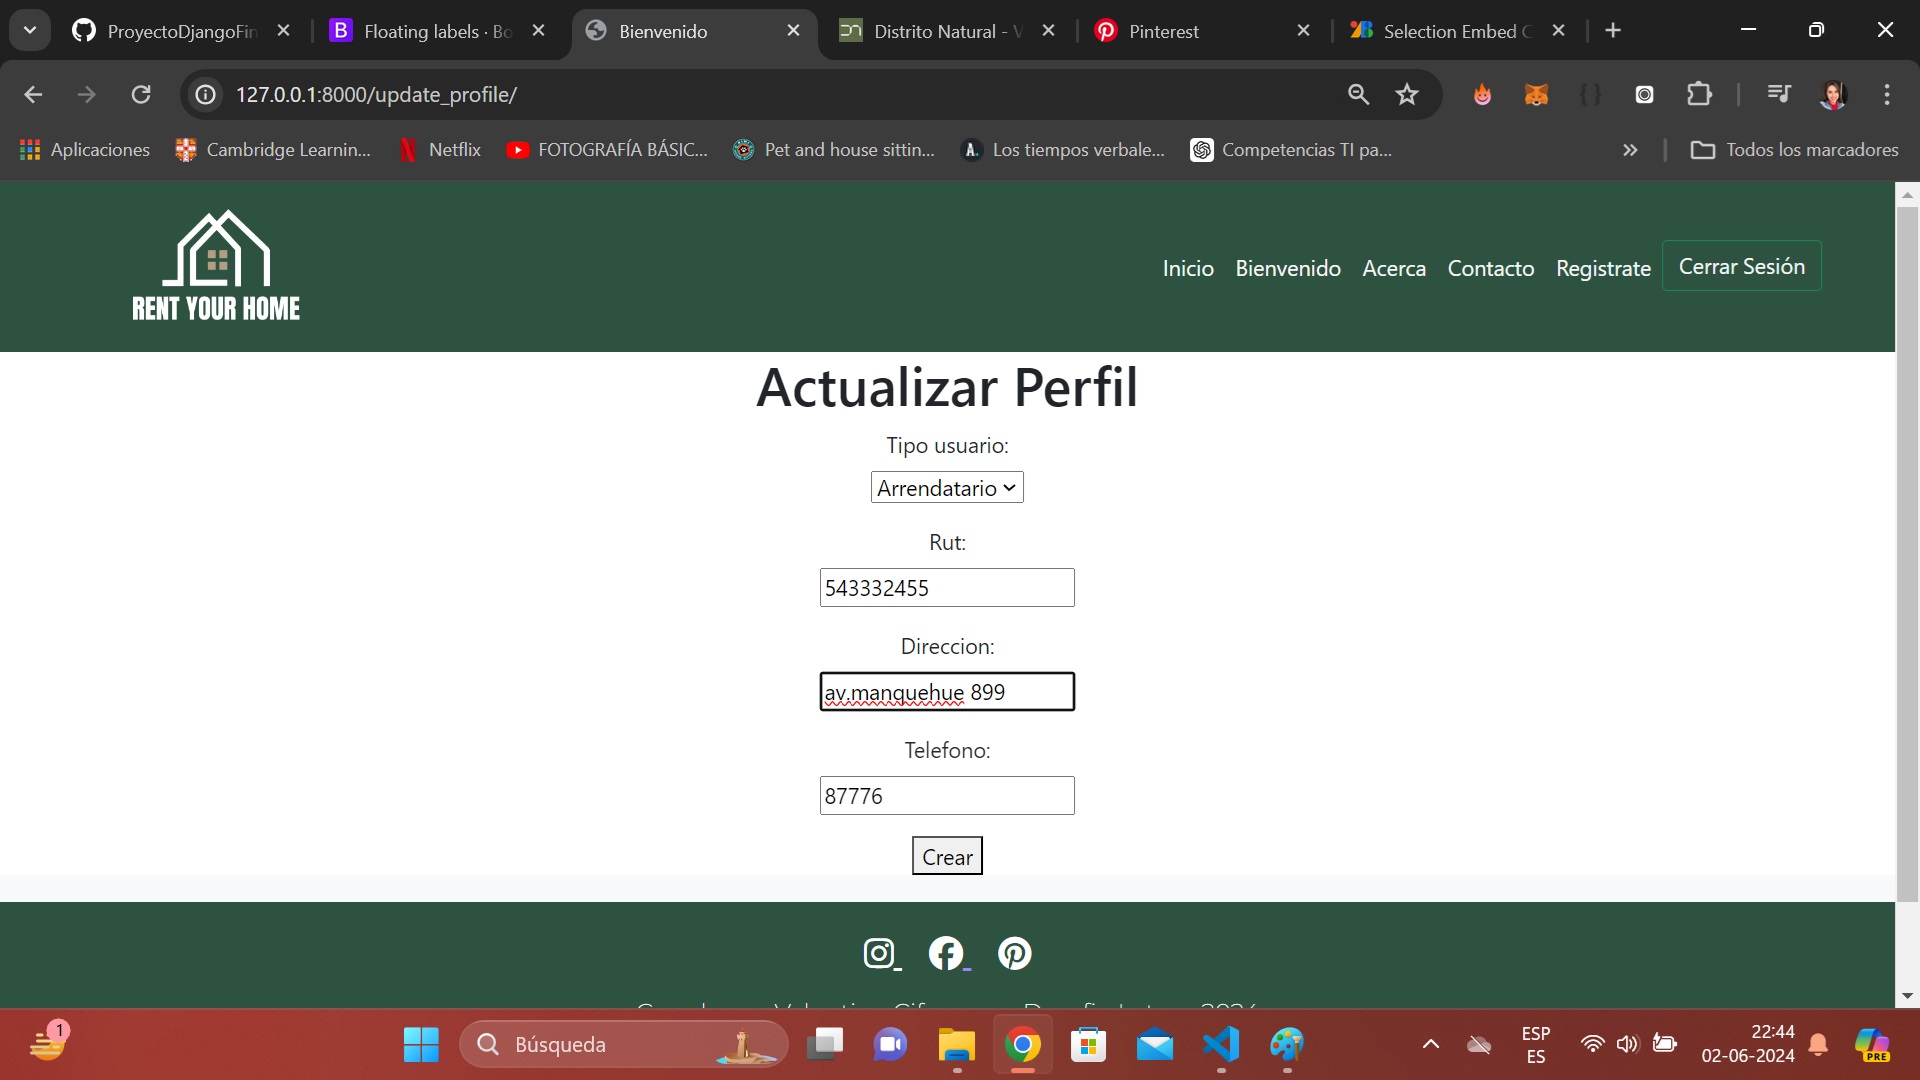 ProyectoDjangoFin
Floating labels · Bo
Bienvenido
Distrito Natural - V
Pinterest
Selection Embed C
127.0.0.1:8000/update_profile/
Aplicaciones
Cambridge Learnin...
Netflix
FOTOGRAFÍA BÁSIC...
Pet and house sittin...
Los tiempos verbale...
Competencias TI pa...
Todos los marcadores
RENT YOUR HOME
Inicio
Bienvenido
Acerca
Contacto
Registrate
Cerrar Sesión
Actualizar Perfil
Tipo usuario:
Arrendatario
Rut:
543332455
Direccion:
av.manquehue 899
Telefono:
87776
Crear
1
Búsqueda
ESP
ES
22:44
02-06-2024
PRE